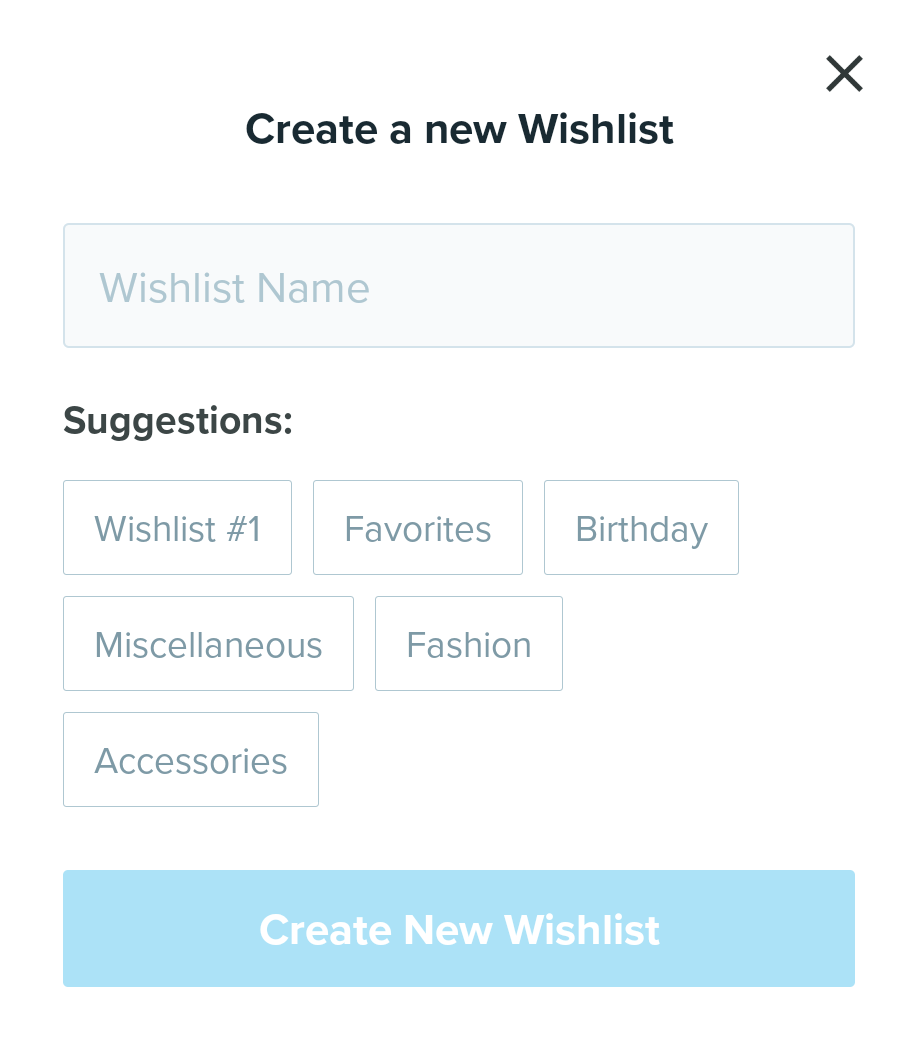 Create a new Wishlist
Wishlist Name
Suggestions:
Wishlist #1 Favorites Birthday
Miscellaneous Fashion
Accessories
Create New Wishlist